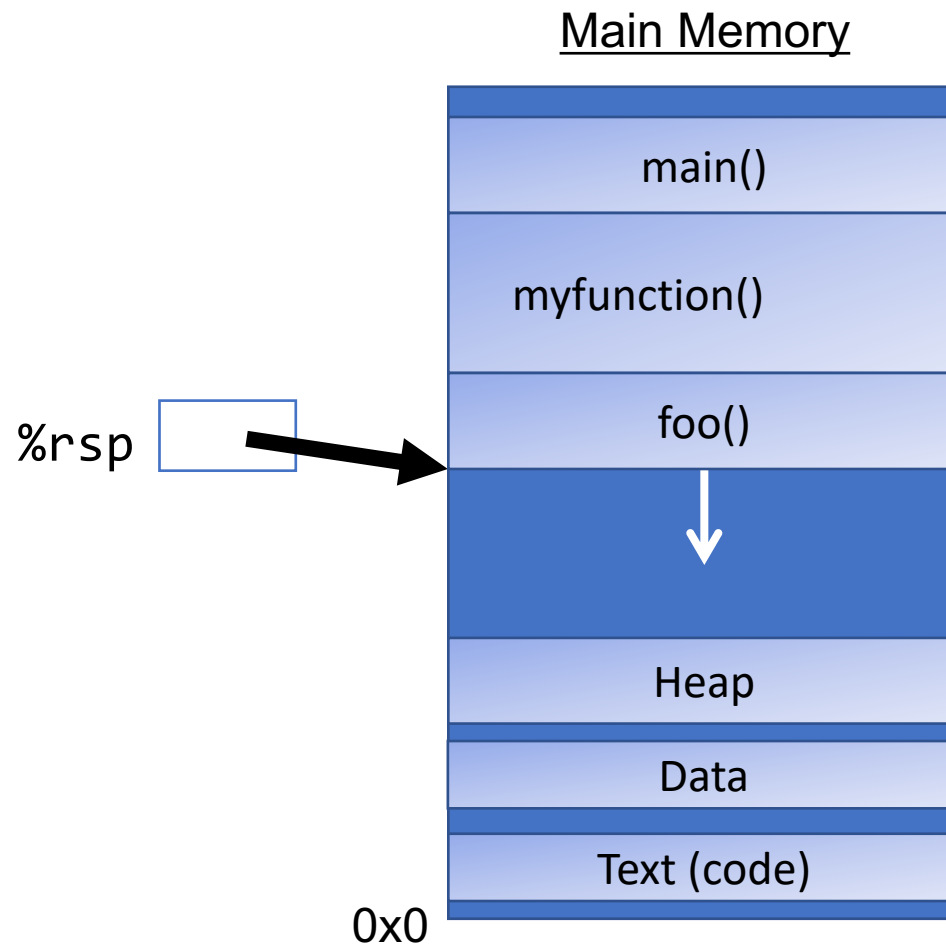 Main Memory
main()
myfunction()
foo()
%rsp
Heap
Data
Text (code)
0x0